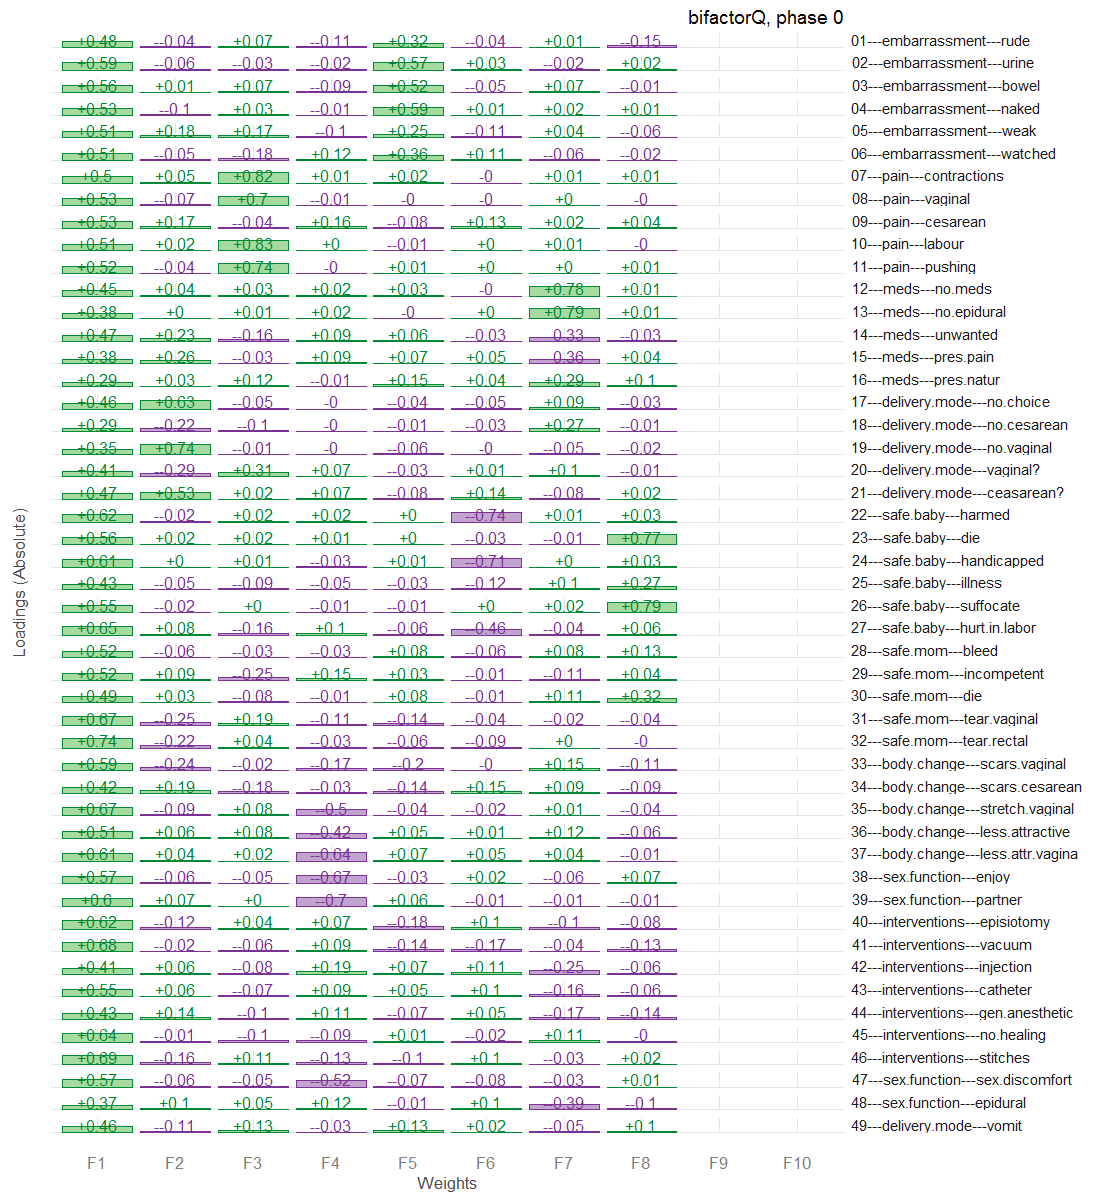 bifactorQ, phase 0
+0.48 --0.04 +0.07 --0.11 +0.32 --0.04 +0.01 --0.15 01---embarrassment---rude
+0.59 --0.06 --0.03 --0.02 +0.57 +0.03 --0.02 +0.02 02---embarrassment---urine
+0.56 +0.01 +0.07 --0.09 +0.52 --0.05 +0.07 --0.01 03---embarrassment---bowel
+0.53 --0.1 +0.03 --0.01 +0.59 +0.01 +0.02 +0.01 04---embarrassment---naked
+0.51 +0.18 +0.17 --0.1 +0.25 --0.11 +0.04 --0.06 05---embarrassment---weak
+0.51 --0.05 --0.18 +0.12 +0.36 +0.11 --0.06 --0.02 06---embarrassment---watched
+0.5 +0.05 +0.82 +0.01 +0.02 -0 +0.01 +0.01 07---pain---contractions
+0.53 --0.07 +0.7 --0.01 -0 -0 +0 -0 08---pain---vaginal
+0.53 +0.17 --0.04 +0.16 --0.08 +0.13 +0.02 +0.04 09---pain---cesarean
+0.51 +0.02 +0.83 +0 --0.01 +0 +0.01 -0 10---pain---labour
+0.52 --0.04 +0.74 -0 +0.01 +0 +0 +0.01 11---pain---pushing
+0.45 +0.04 +0.03 +0.02 +0.03 -0 +0.78 +0.01 12---meds---no.meds
+0.38 +0 +0.01 +0.02 -0 +0 +0.79 +0.01 13---meds---no.epidural
+0.47 +0.23 --0.16 +0.09 +0.06 --0.03 --0.33 --0.03 14---meds---unwanted
+0.38 +0.26 --0.03 +0.09 +0.07 +0.05 --0.36 +0.04 15---meds---pres.pain
+0.29 +0.03 +0.12 --0.01 +0.15 +0.04 +0.29 +0.1 16---meds---pres.natur
+0.46 +0.63 --0.05 -0 --0.04 --0.05 +0.09 --0.03 17---delivery.mode---no.choice
+0.29 --0.22 --0.1 -0 --0.01 --0.03 +0.27 --0.01 18---delivery.mode---no.cesarean
+0.35 +0.74 --0.01 -0 --0.06 -0 --0.05 --0.02 19---delivery.mode---no.vaginal
+0.41 --0.29 +0.31 +0.07 --0.03 +0.01 +0.1 --0.01 20---delivery.mode---vaginal?
+0.47 +0.53 +0.02 +0.07 --0.08 +0.14 --0.08 +0.02 21---delivery.mode---ceasarean?
+0.62 --0.02 +0.02 +0.02 +0 --0.74 +0.01 +0.03 22---safe.baby---harmed
+0.56 +0.02 +0.02 +0.01 +0 --0.03 --0.01 +0.77 23---safe.baby---die
+0.61 +0 +0.01 --0.03 +0.01 --0.71 +0 +0.03 24---safe.baby---handicapped
+0.43 --0.05 --0.09 --0.05 --0.03 --0.12 +0.1 +0.27 25---safe.baby---illness
+0.55 --0.02 +0 --0.01 --0.01 +0 +0.02 +0.79 26---safe.baby---suffocate
+0.65 +0.08 --0.16 +0.1 --0.06 --0.46 --0.04 +0.06 27---safe.baby---hurt.in.labor
+0.52 --0.06 --0.03 --0.03 +0.08 --0.06 +0.08 +0.13 28---safe.mom---bleed
+0.52 +0.09 --0.25 +0.15 +0.03 --0.01 --0.11 +0.04 29---safe.mom---incompetent
+0.49 +0.03 --0.08 --0.01 +0.08 --0.01 +0.11 +0.32 30---safe.mom---die
+0.67 --0.25 +0.19 --0.11 --0.14 --0.04 --0.02 --0.04 31---safe.mom---tear.vaginal
+0.74 --0.22 +0.04 --0.03 --0.06 --0.09 +0 -0 32---safe.mom---tear.rectal
+0.59 --0.24 --0.02 --0.17 --0.2 -0 +0.15 --0.11 33---body.change---scars.vaginal
+0.42 +0.19 --0.18 --0.03 --0.14 +0.15 +0.09 --0.09 34---body.change---scars.cesarean
+0.67 --0.09 +0.08 --0.5 --0.04 --0.02 +0.01 --0.04 35---body.change---stretch.vaginal
+0.51 +0.06 +0.08 --0.42 +0.05 +0.01 +0.12 --0.06 36---body.change---less.attractive
+0.61 +0.04 +0.02 --0.64 +0.07 +0.05 +0.04 --0.01 37---body.change---less.attr.vagina
+0.57 --0.06 --0.05 --0.67 --0.03 +0.02 --0.06 +0.07 38---sex.function---enjoy
+0.6 +0.07 +0 --0.7 +0.06 --0.01 --0.01 --0.01 39---sex.function---partner
+0.62 --0.12 +0.04 +0.07 --0.18 +0.1 --0.1 --0.08 40---interventions---episiotomy
+0.68 --0.02 --0.06 +0.09 --0.14 --0.17 --0.04 --0.13 41---interventions---vacuum
+0.41 +0.06 --0.08 +0.19 +0.07 +0.11 --0.25 --0.06 42---interventions---injection
+0.55 +0.06 --0.07 +0.09 +0.05 +0.1 --0.16 --0.06 43---interventions---catheter
+0.43 +0.14 --0.1 +0.11 --0.07 +0.05 --0.17 --0.14 44---interventions---gen.anesthetic
+0.64 --0.01 --0.1 --0.09 +0.01 --0.02 +0.11 -0 45---interventions---no.healing
+0.69 --0.16 +0.11 --0.13 --0.1 +0.1 --0.03 +0.02 46---interventions---stitches
+0.57 --0.06 --0.05 --0.52 --0.07 --0.08 --0.03 +0.01 47---sex.function---sex.discomfort
+0.37 +0.1 +0.05 +0.12 --0.01 +0.1 --0.39 --0.1 48---sex.function---epidural
+0.46 --0.11 +0.13 --0.03 +0.13 +0.02 --0.05 +0.1 49---delivery.mode---vomit
F1 F2 F3 F4 F5 F6 F7 F8 F9 F10
Weights
Loadings (Absolute)